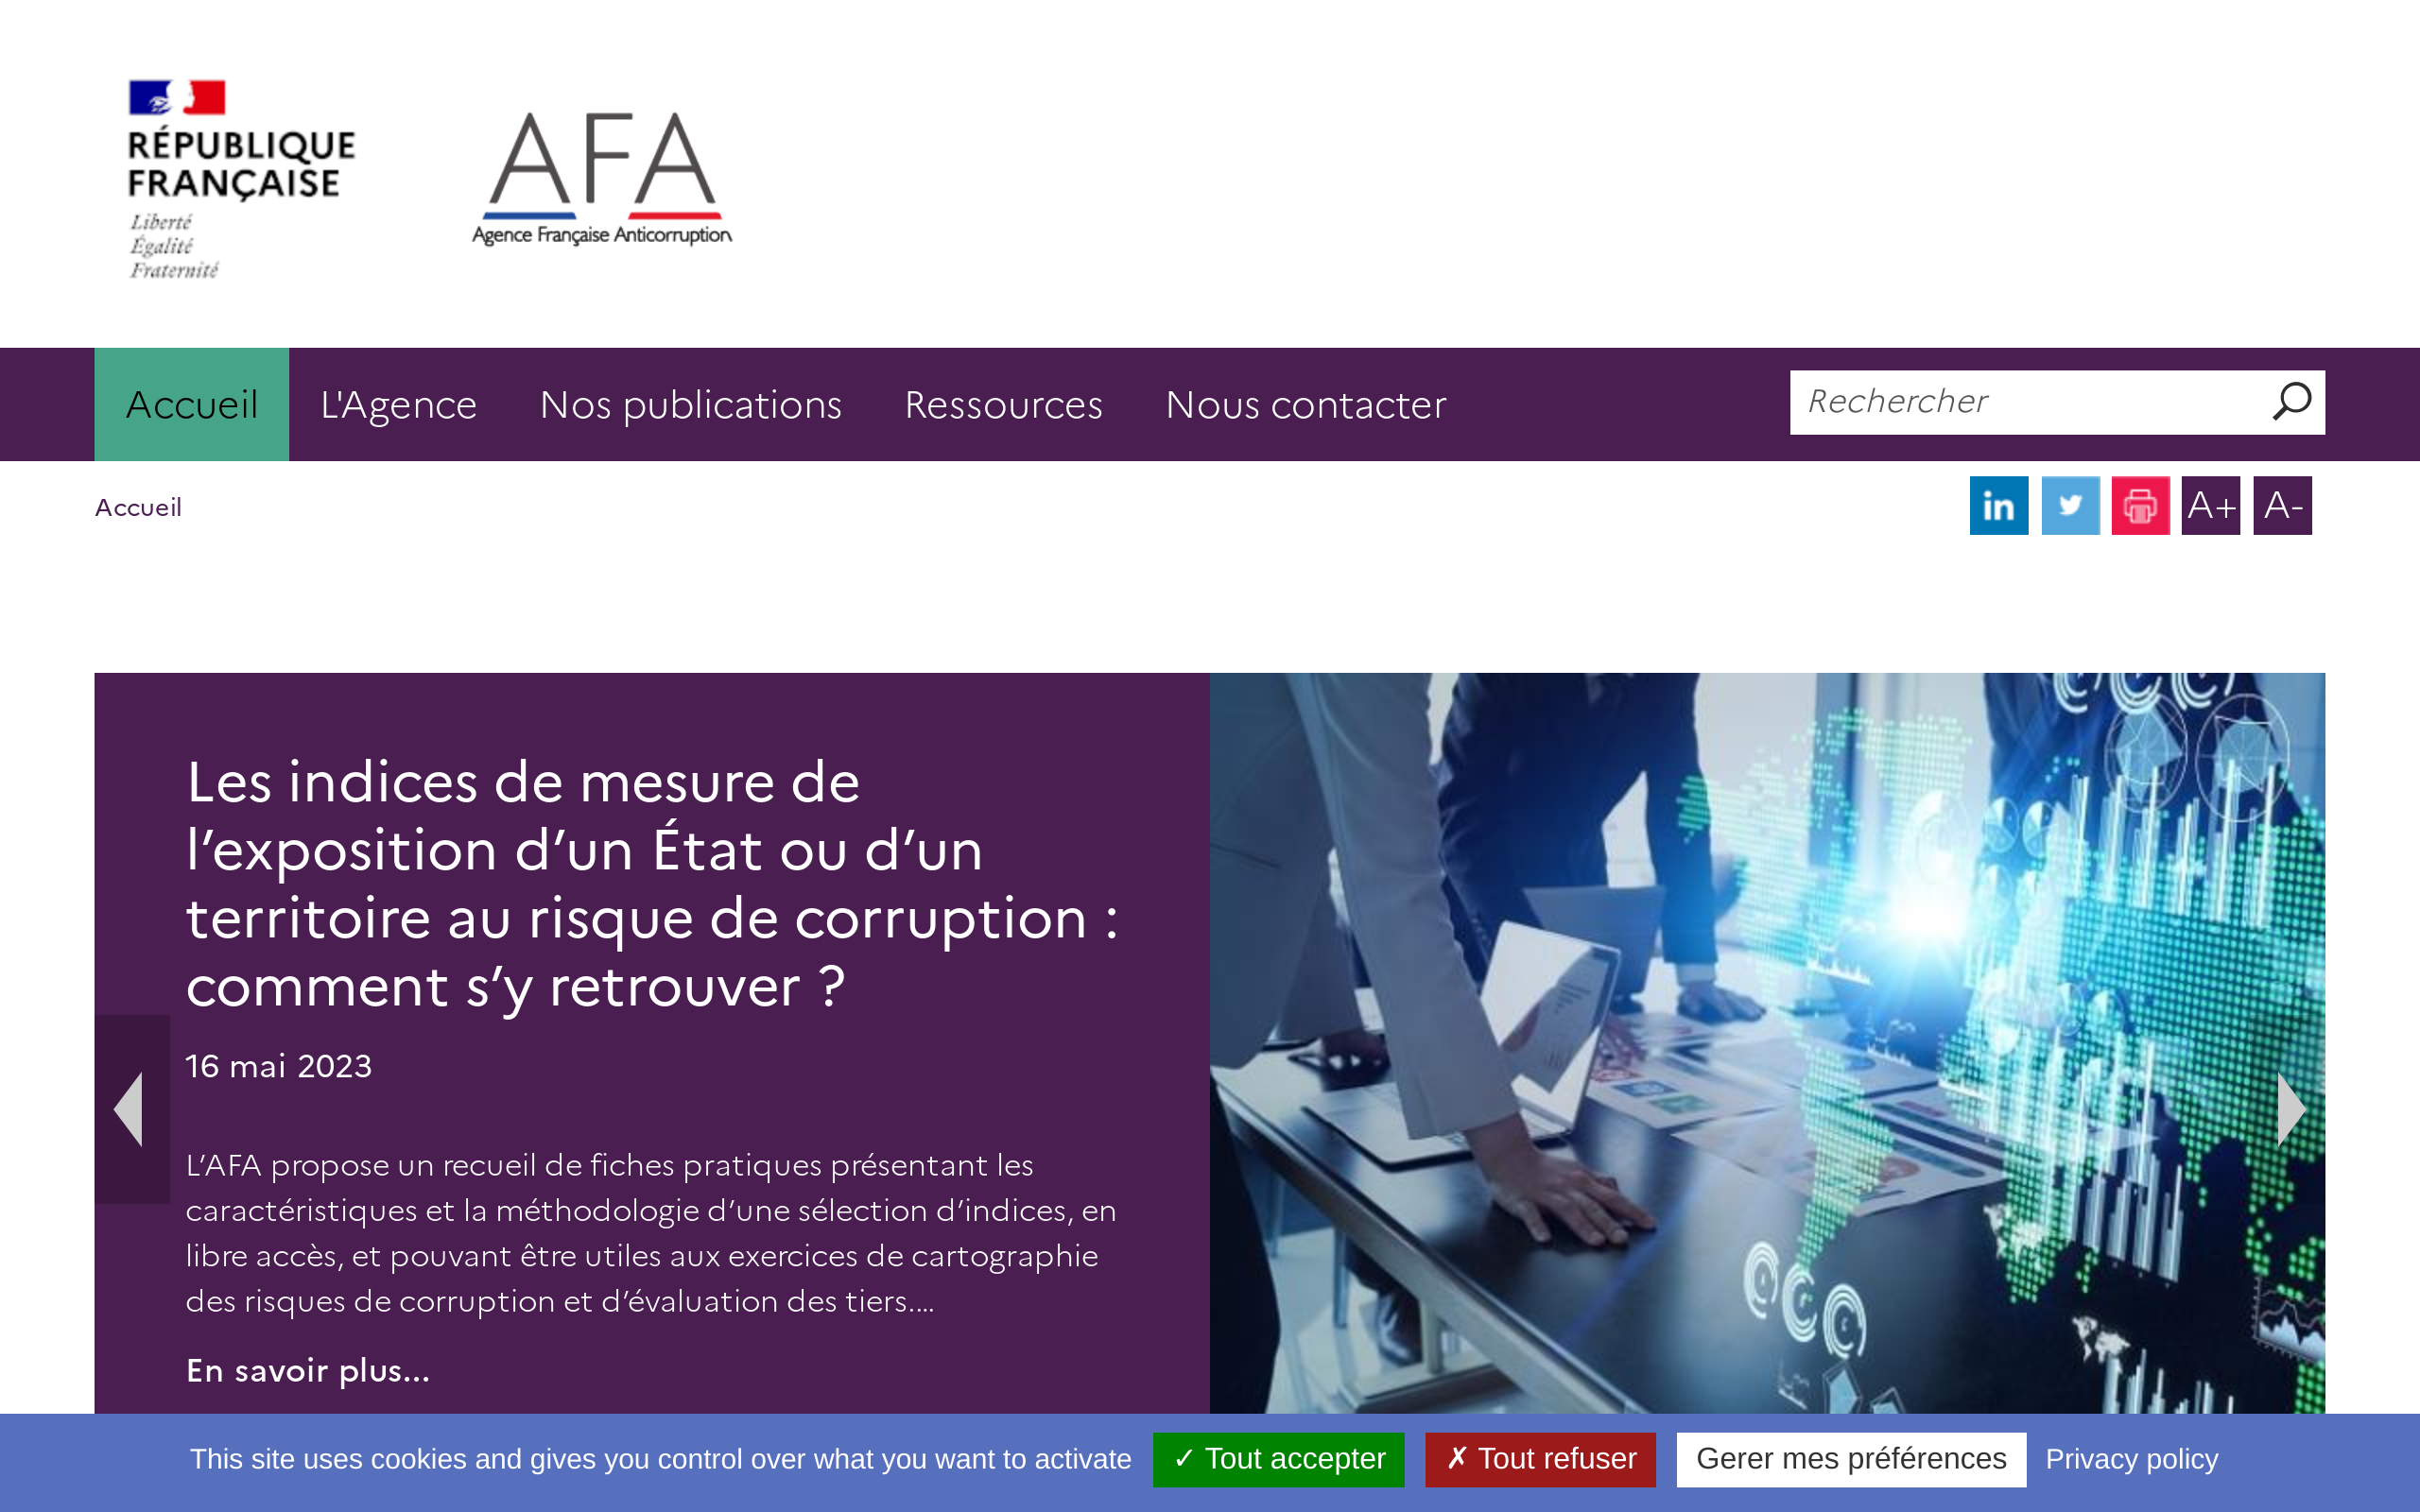 RÉPUBLIQUE
FRANÇAISE
Liberté
Égalité
Fraternité
AFA
Agence Française Anticorruption
Accueil
L'Agence
Nos publications
Ressources
Nous contacter
Rechercher
Accueil
in
A+
A-
Les indices de mesure de
l’exposition d’un État ou d’un
territoire au risque de corruption :
comment s’y retrouver ?
16 mai 2023
L’AFA propose un recueil de fiches pratiques présentant les
caractéristiques et la méthodologie d’une sélection d’indices, en
libre accès, et pouvant être utiles aux exercices de cartographie
des risques de corruption et d’évaluation des tiers....
En savoir plus...
This site uses cookies and gives you control over what you want to activate
✓ Tout accepter
✗ Tout refuser
Gerer mes préférences
Privacy policy